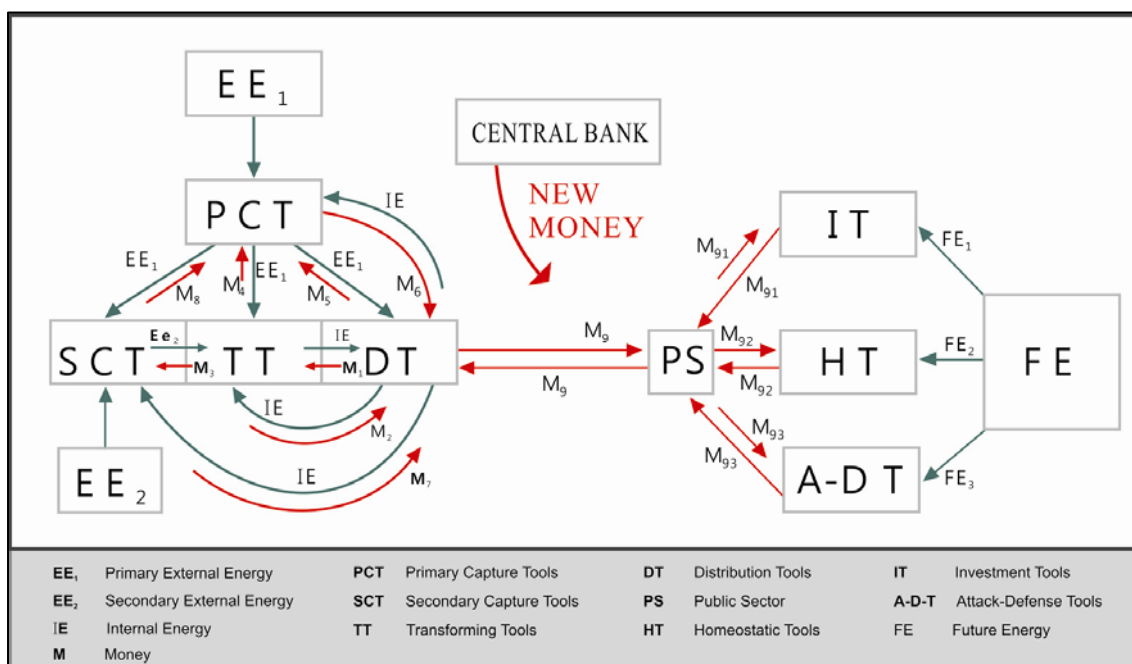 EE₁
CENTRAL BANK
NEW
MONEY
IE
PCT
IT
M₉₁
FE₁
EE₁
EE₁
EE₁
M₈
M₄
M₅
M₆
M₉₁
SCT
Ee₂
M₃
TT
IE
M₁
DT
M₉
M₉
PS
M₉₂
M₉₂
HT
FE₂
FE
IE
M₂
M₉₃
M₉₃
A-D T
FE₃
EE₂
IE
M₇
EE₁ Primary External Energy
EE₂ Secondary External Energy
IE Internal Energy
M Money
PCT Primary Capture Tools
SCT Secondary Capture Tools
TT Transforming Tools
DT Distribution Tools
PS Public Sector
HT Homeostatic Tools
IT Investment Tools
A-D-T Attack-Defense Tools
FE Future Energy